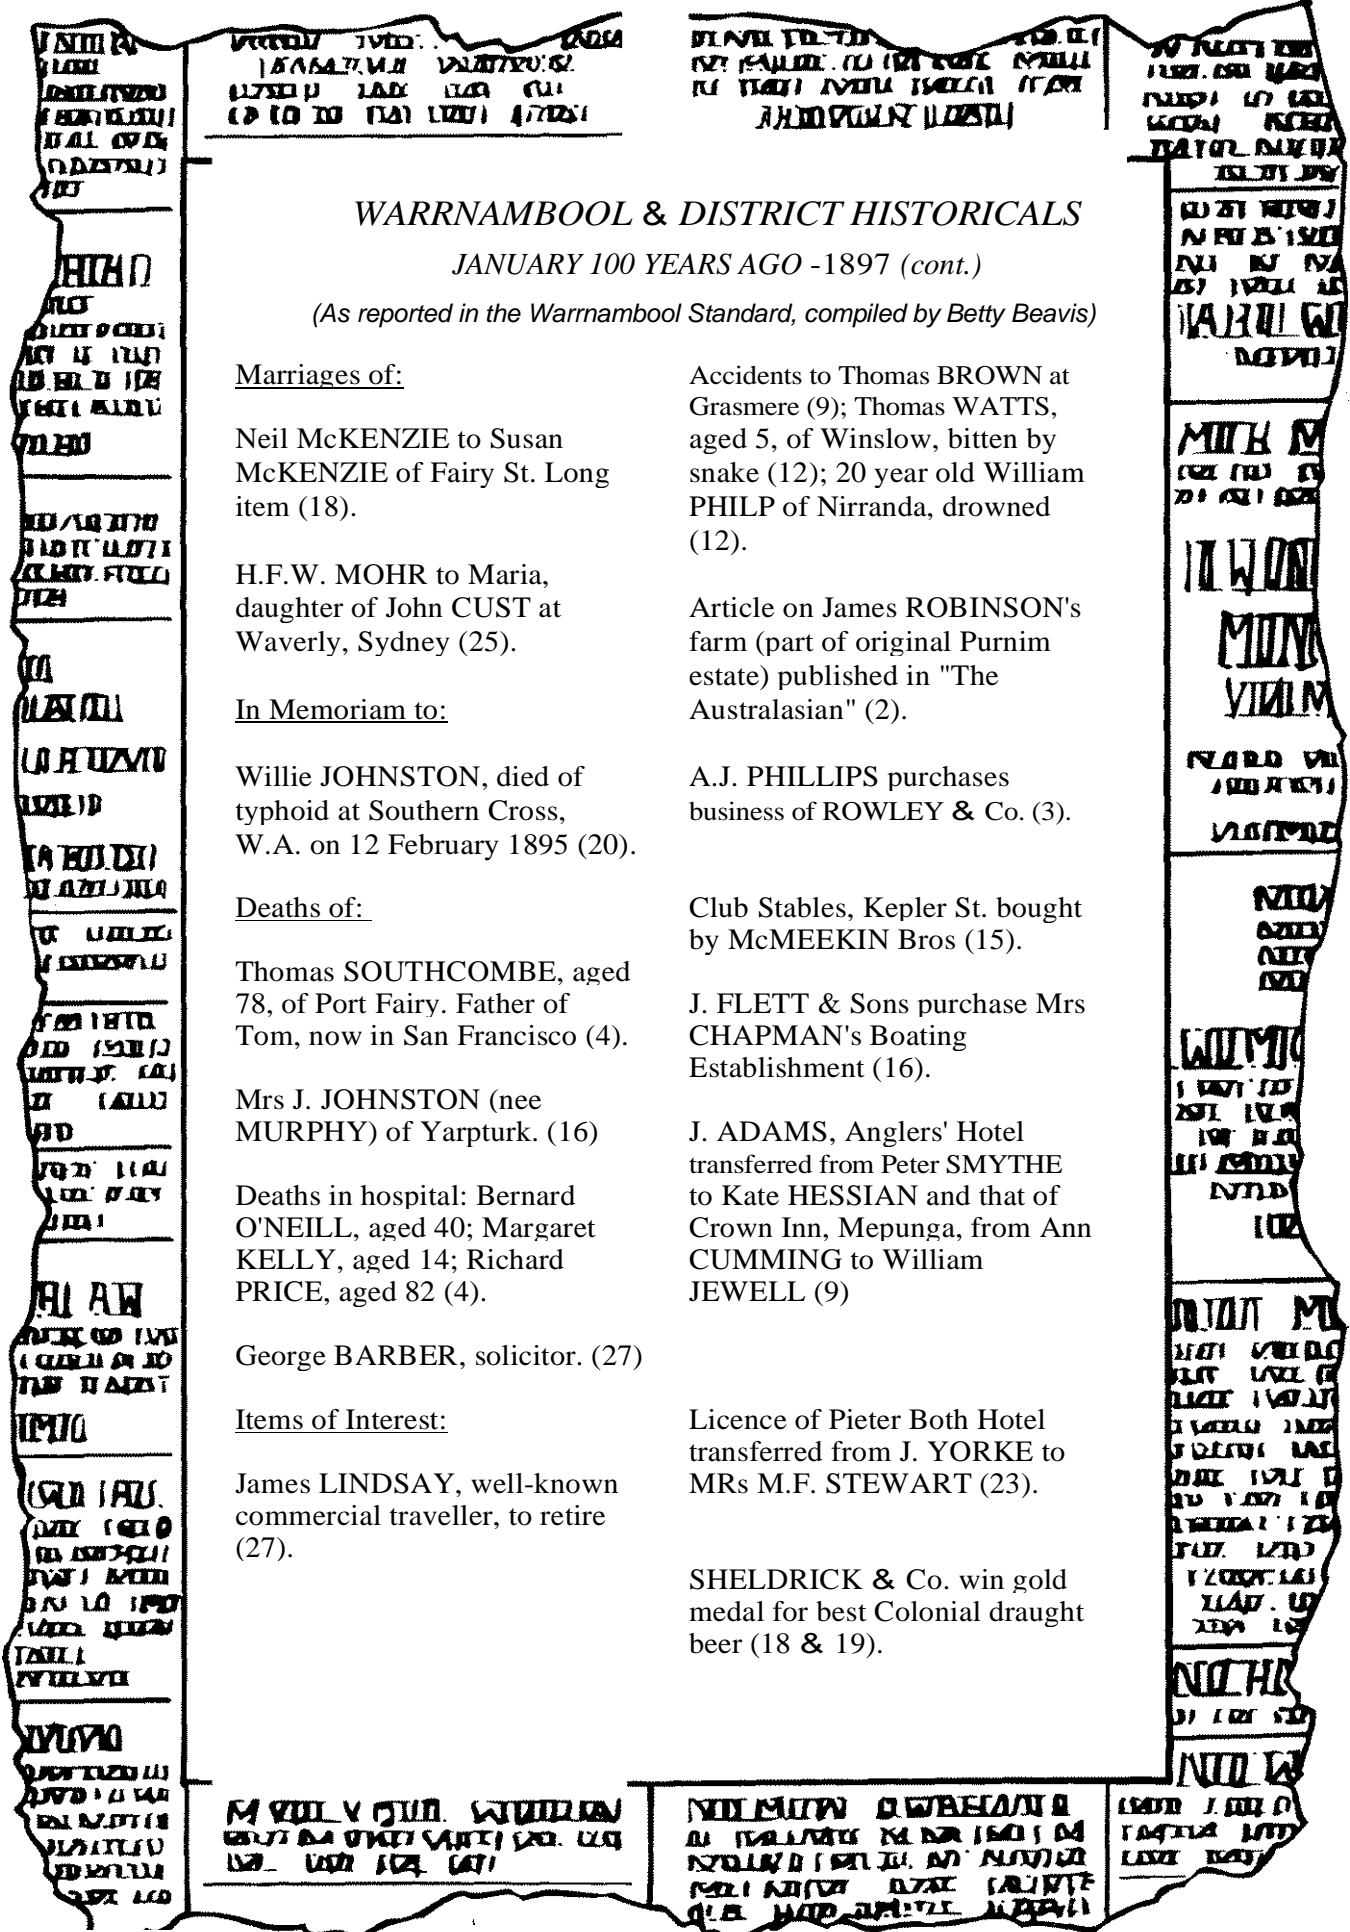 WARRNAMBOOL & DISTRICT HISTORICALS
JANUARY 100 YEARS AGO -1897 (cont.)
(As reported in the Warrnambool Standard, compiled by Betty Beavis)
Marriages of:
Neil McKENZIE to Susan
McKENZIE of Fairy St. Long
item (18).
H.F.W. MOHR to Maria,
daughter of John CUST at
Waverly, Sydney (25).
In Memoriam to:
Willie JOHNSTON, died of
typhoid at Southern Cross,
W.A. on 12 February 1895 (20).
Deaths of:
Thomas SOUTHCOMBE, aged
78, of Port Fairy. Father of
Tom, now in San Francisco (4).
Mrs J. JOHNSTON (nee
MURPHY) of Yarpturk. (16)
Deaths in hospital: Bernard
O'NEILL, aged 40; Margaret
KELLY, aged 14; Richard
PRICE, aged 82 (4).
George BARBER, solicitor. (27)
Items of Interest:
James LINDSAY, well-known
commercial traveller, to retire
(27).
Accidents to Thomas BROWN at
Grasmere (9); Thomas WATTS,
aged 5, of Winslow, bitten by
snake (12); 20 year old William
PHILP of Nirranda, drowned
(12).
Article on James ROBINSON's
farm (part of original Purnim
estate) published in "The
Australasian" (2).
A.J. PHILLIPS purchases
business of ROWLEY & Co. (3).
Club Stables, Kepler St. bought
by McMEEKIN Bros (15).
J. FLETT & Sons purchase Mrs
CHAPMAN's Boating
Establishment (16).
J. ADAMS, Anglers' Hotel
transferred from Peter SMYTHE
to Kate HESSIAN and that of
Crown Inn, Mepunga, from Ann
CUMMING to William
JEWELL (9)
Licence of Pieter Both Hotel
transferred from J. YORKE to
MRs M.F. STEWART (23).
SHELDRICK & Co. win gold
medal for best Colonial draught
beer (18 & 19).